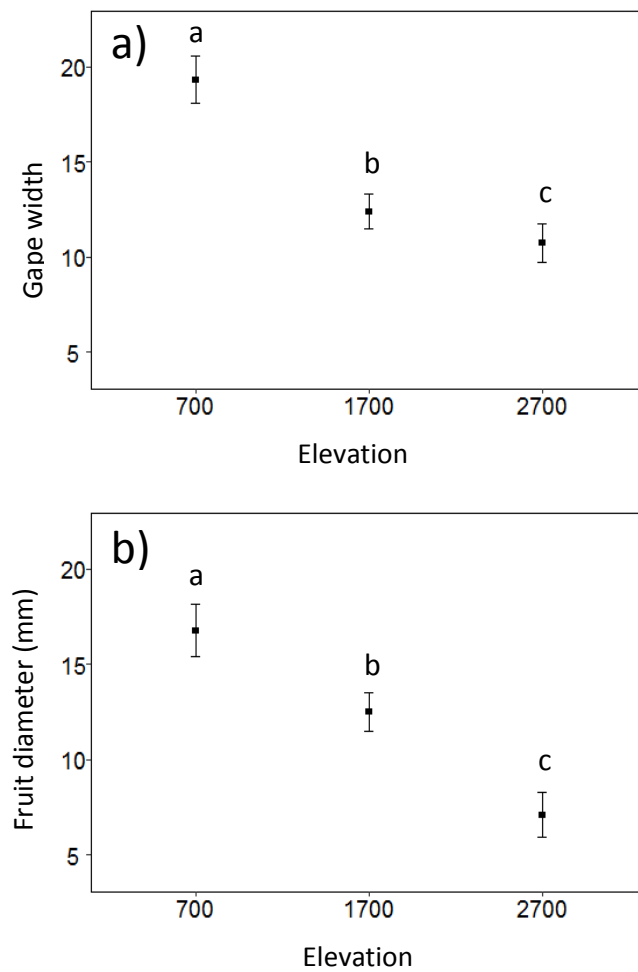 a)
a
b
c
20
15
10
5
Gape width
700 1700 2700
Elevation
b)
a
b
c
20
15
10
5
Fruit diameter (mm)
700 1700 2700
Elevation